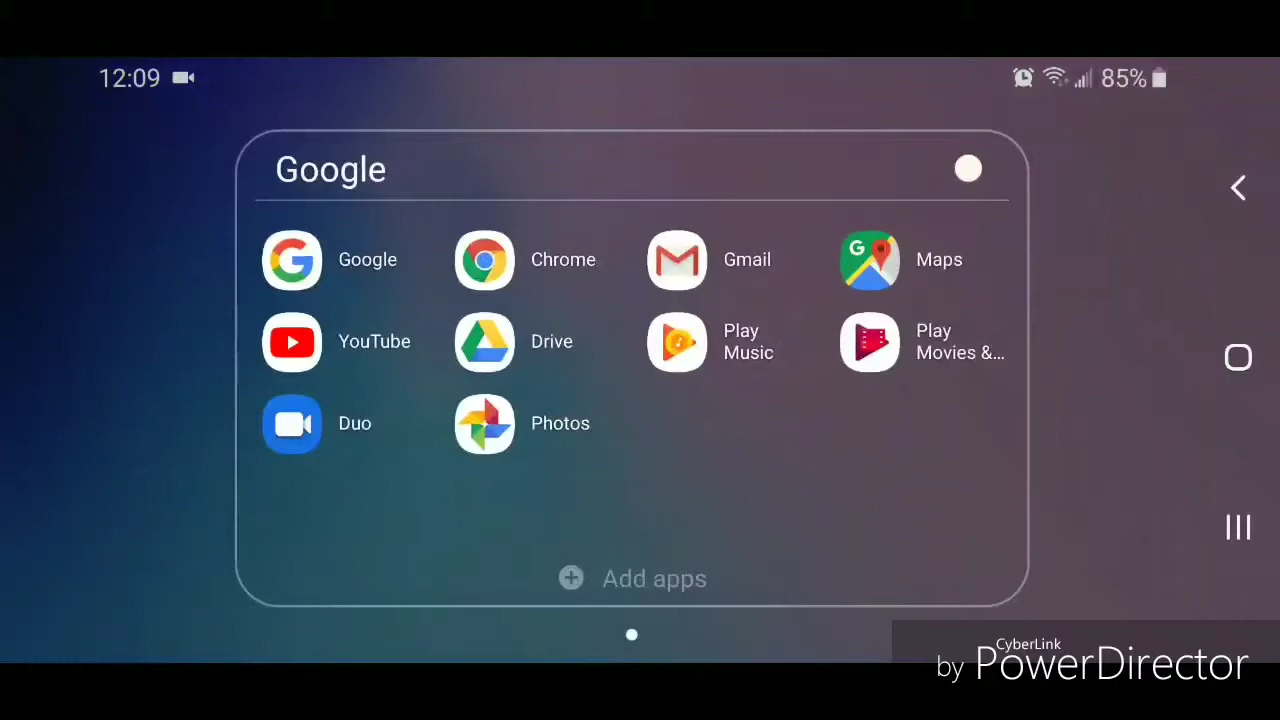 12:09
85%
Google
Google
Chrome
Gmail
Maps
YouTube
Drive
Play
Music
Play
Movies &...
Duo
Photos
Add apps
CyberLink
by PowerDirector